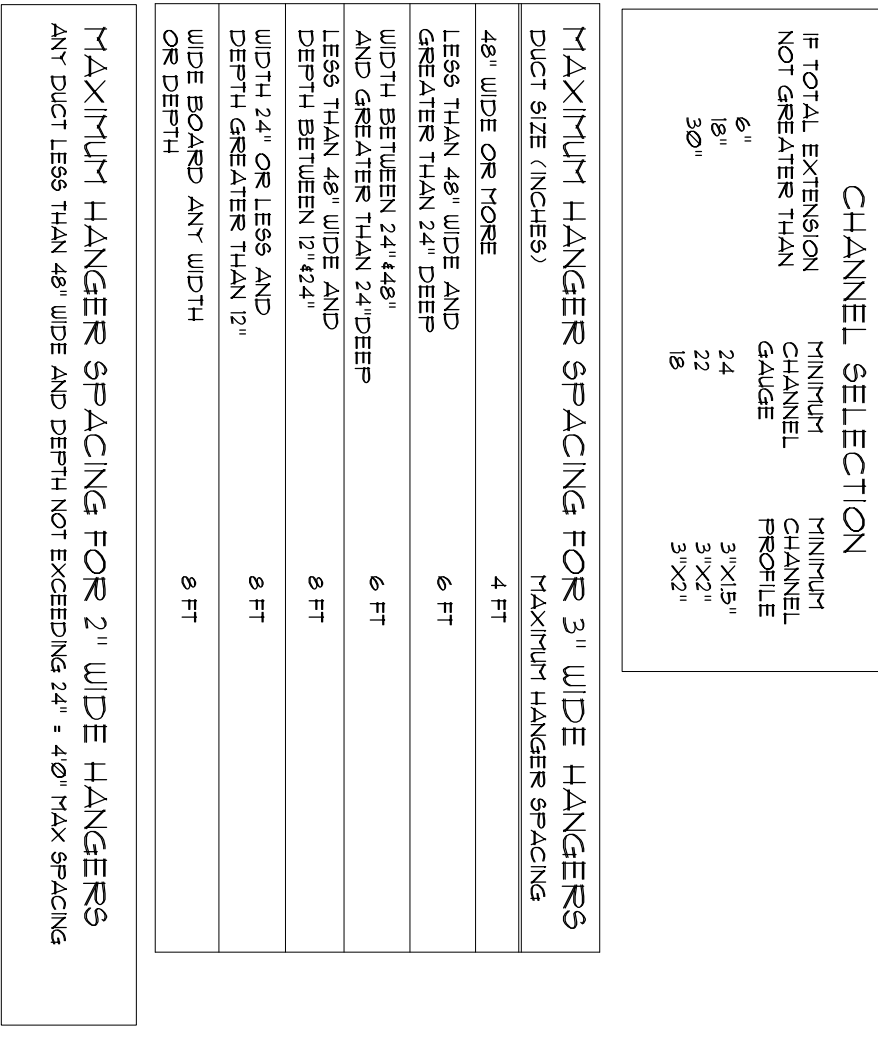 CHANNEL SELECTION
IF TOTAL EXTENSION
NOT GREATER THAN
MINIMUM
CHANNEL
GAUGE
MINIMUM
CHANNEL
PROFILE
6" 24 3"X1.5"
18" 22 3"X2"
30" 18 3"X2"
MAXIMUM HANGER SPACING FOR 3" WIDE HANGERS
DUCT SIZE (INCHES) MAXIMUM HANGER SPACING
48" WIDE OR MORE 4 FT
LESS THAN 48" WIDE AND
GREATER THAN 24" DEEP 6 FT
WIDTH BETWEEN 24"&48"
AND GREATER THAN 24"DEEP 6 FT
LESS THAN 48" WIDE AND
DEPTH BETWEEN 12"&24" 8 FT
WIDTH 24" OR LESS AND
DEPTH GREATER THAN 12" 8 FT
WIDE BOARD ANY WIDTH
OR DEPTH 8 FT
MAXIMUM HANGER SPACING FOR 2" WIDE HANGERS
ANY DUCT LESS THAN 48" WIDE AND DEPTH NOT EXCEEDING 24" = 4'0" MAX SPACING